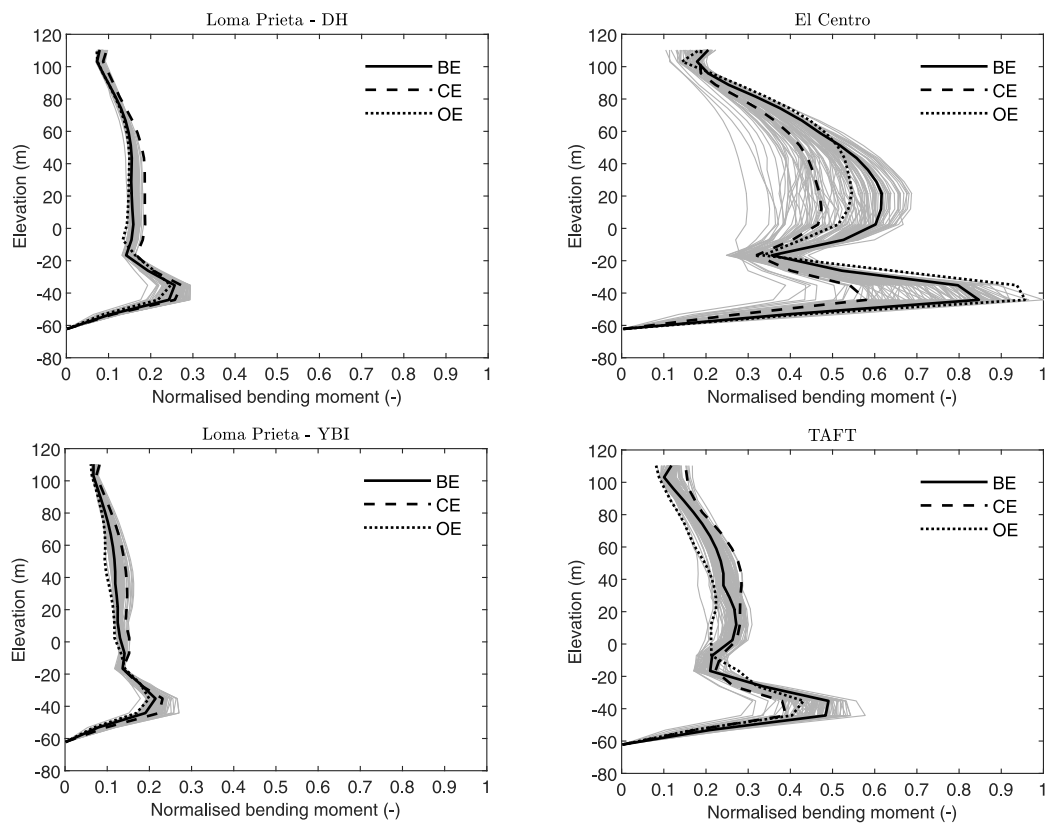 Loma Prieta - DH
120
100
80
60
40
20
0
-20
-40
-60
-80
Elevation (m)
BE
CE
OE
0 0.1 0.2 0.3 0.4 0.5 0.6 0.7 0.8 0.9 1
Normalised bending moment (-)
El Centro
120
100
80
60
40
20
0
-20
-40
-60
-80
Elevation (m)
BE
CE
OE
0 0.1 0.2 0.3 0.4 0.5 0.6 0.7 0.8 0.9 1
Normalised bending moment (-)
Loma Prieta - YBI
120
100
80
60
40
20
0
-20
-40
-60
-80
Elevation (m)
BE
CE
OE
0 0.1 0.2 0.3 0.4 0.5 0.6 0.7 0.8 0.9 1
Normalised bending moment (-)
TAFT
120
100
80
60
40
20
0
-20
-40
-60
-80
Elevation (m)
BE
CE
OE
0 0.1 0.2 0.3 0.4 0.5 0.6 0.7 0.8 0.9 1
Normalised bending moment (-)